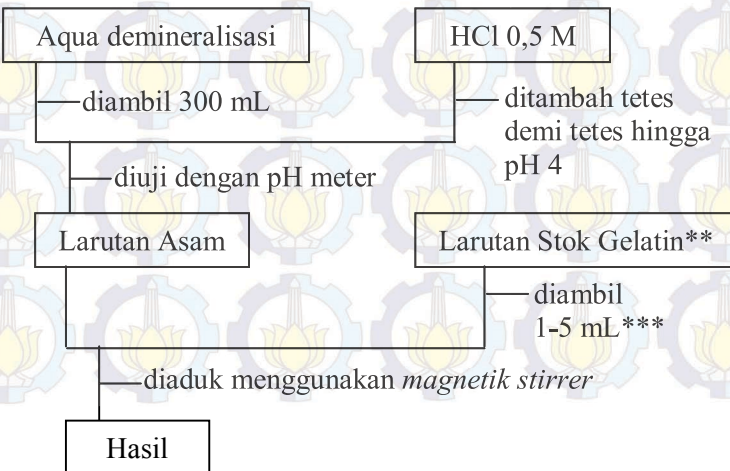 Aqua demineralisasi
HCl 0,5 M
diambil 300 mL
ditambah tetes
demi tetes hingga
pH 4
diuji dengan pH meter
Larutan Asam
Larutan Stok Gelatin**
diambil
1-5 mL***
diaduk menggunakan magnetik stirrer
Hasil